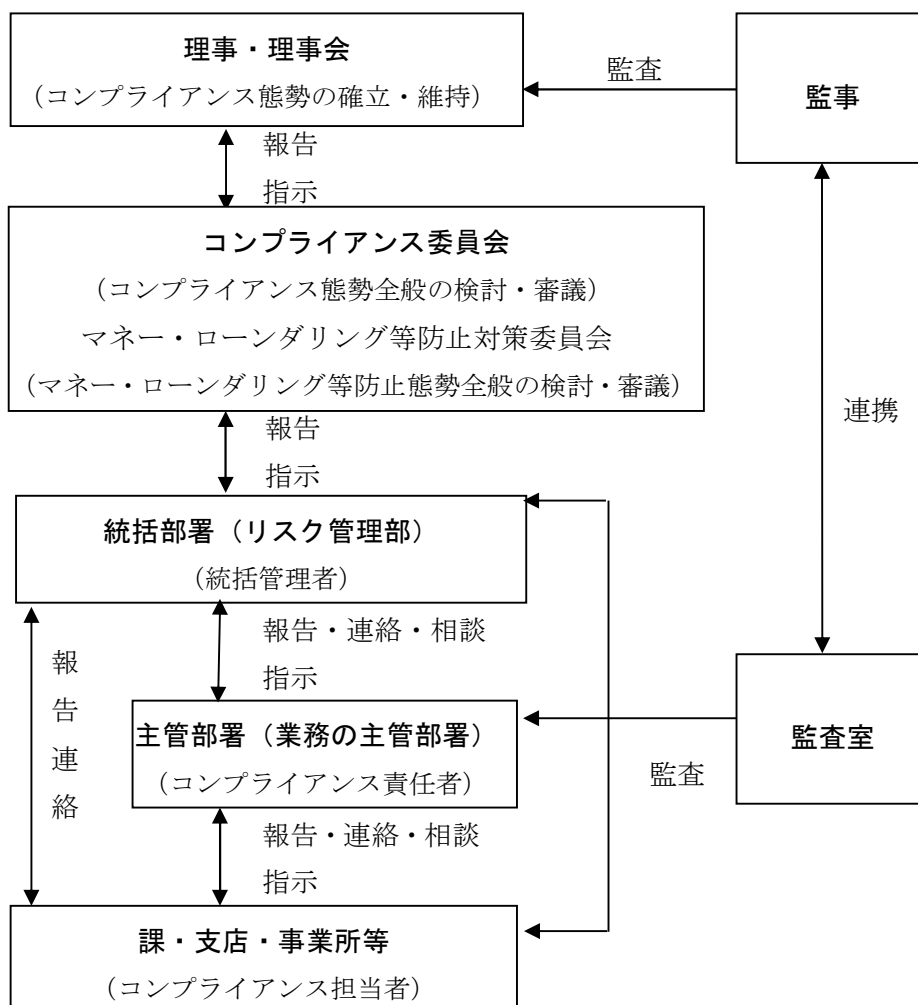 理事・理事会
（コンプライアンス態勢の確立・維持）
監査
監事
報告
指示
コンプライアンス委員会
（コンプライアンス態勢全般の検討・審議）
マネー・ローンダリング等防止対策委員会
（マネー・ローンダリング等防止態勢全般の検討・審議）
連携
報告
指示
統括部署（リスク管理部）
（統括管理者）
報告連絡
報告・連絡・相談
指示
主管部署（業務の主管部署）
（コンプライアンス責任者）
監査
監査室
報告・連絡・相談
指示
課・支店・事業所等
（コンプライアンス担当者）